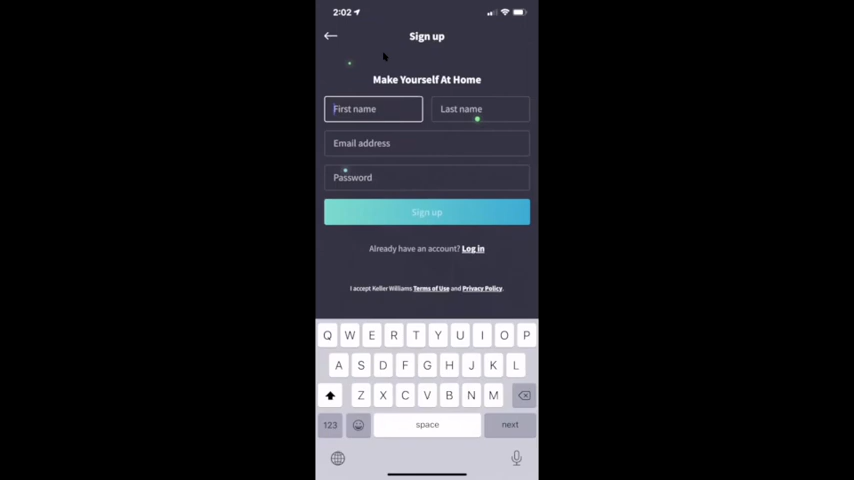 2:02
Sign up
Make Yourself At Home
First name Last name
Email address
Password
Sign up
Already have an account? Log in
I accept Keller Williams Terms of Use and Privacy Policy.
Q W E R T Y U I O P
A S D F G H J K L
Z X C V B N M
123 space next